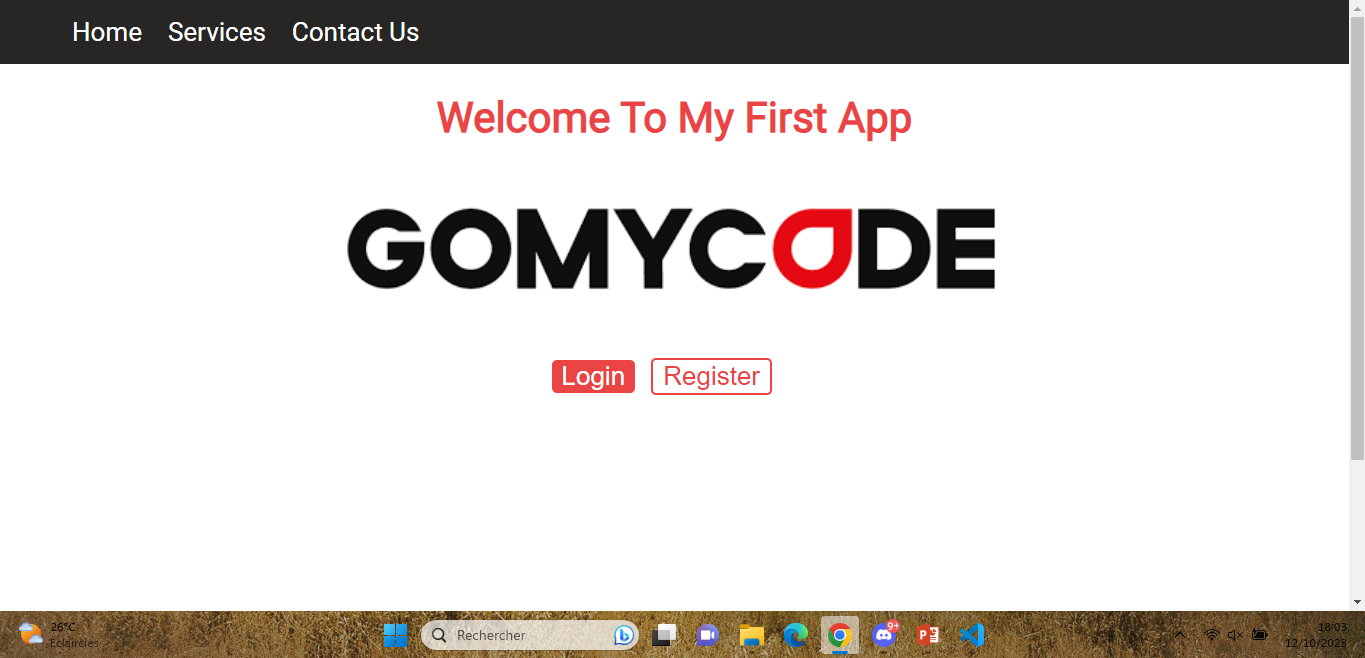 Home Services Contact Us
Welcome To My First App
GOMYCODE
Login Register
26°C
Eclaircies
Rechercher
9+
18:03
12/10/2023